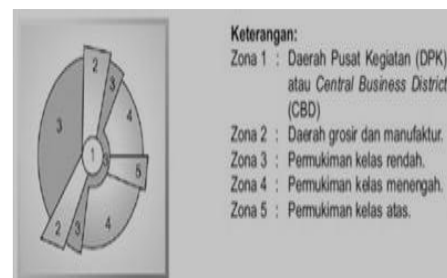 2
3
3
4
1
3
5
4
2
3
Keterangan:
Zona 1 : Daerah Pusat Kegiatan (DPK)
atau Central Business District
(CBD)
Zona 2 : Daerah grosir dan manufaktur.
Zona 3 : Permukiman kelas rendah.
Zona 4 : Permukiman kelas menengah.
Zona 5 : Permukiman kelas atas.